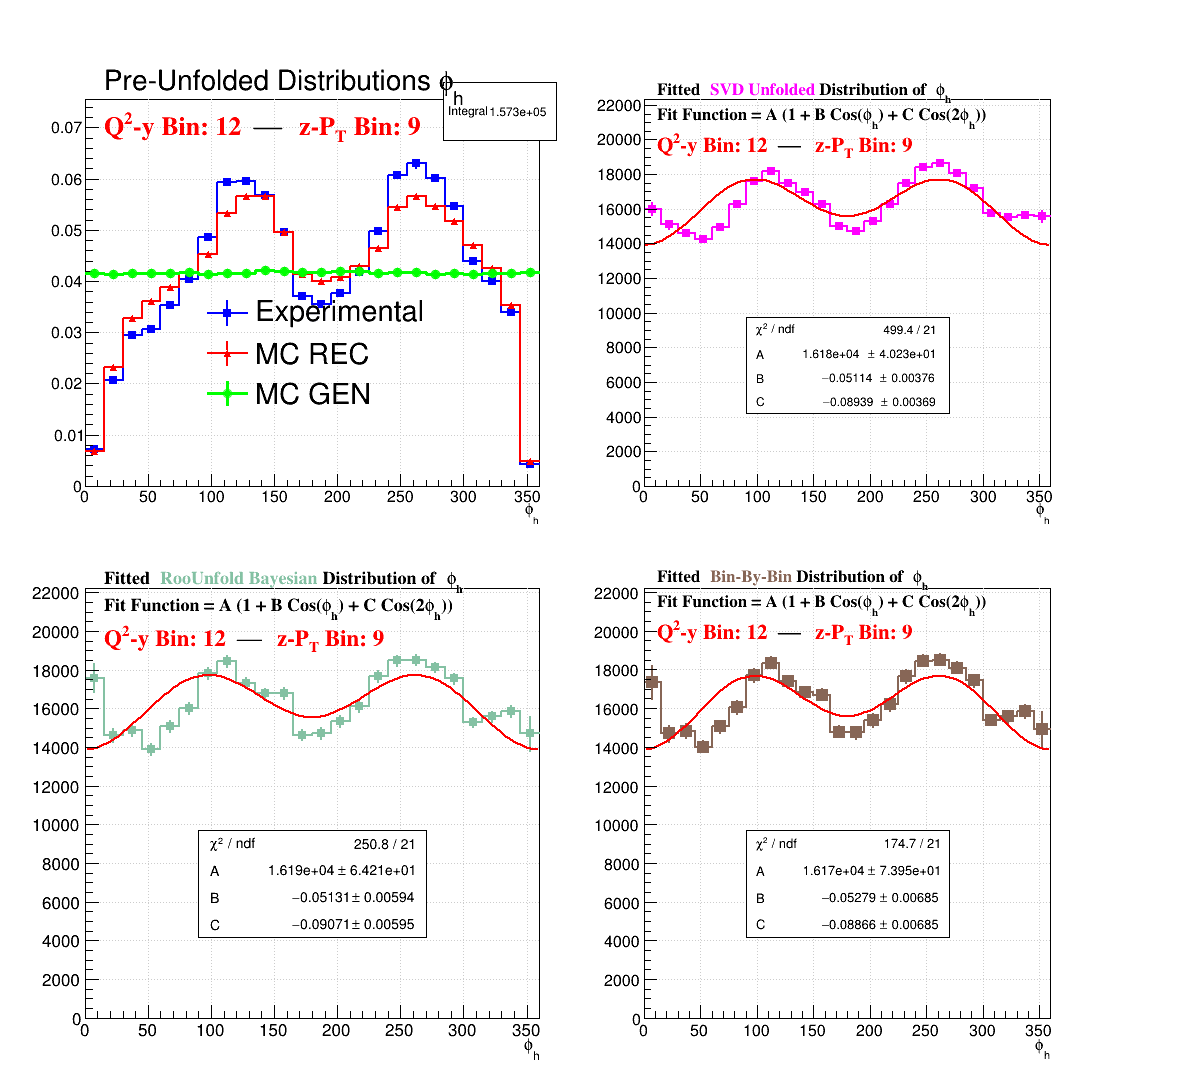 Pre-Unfolded Distributions ϕh
Integral 1.573e+05
Q²-y Bin: 12 — z-PT Bin: 9
0.07
0.06
0.05
0.04
0.03
0.02
0.01
0
Experimental
MC REC
MC GEN
0 50 100 150 200 250 300 350
ϕh
Fitted SVD Unfolded Distribution of ϕh
Fit Function = A (1 + B Cos(ϕh) + C Cos(2ϕh))
Q²-y Bin: 12 — z-PT Bin: 9
22000
20000
18000
16000
14000
12000
10000
8000
6000
4000
2000
0
χ² / ndf 499.4 / 21
A 1.618e+04 ± 4.023e+01
B −0.05114 ± 0.00376
C −0.08939 ± 0.00369
0 50 100 150 200 250 300 350
ϕh
Fitted RooUnfold Bayesian Distribution of ϕh
Fit Function = A (1 + B Cos(ϕh) + C Cos(2ϕh))
Q²-y Bin: 12 — z-PT Bin: 9
22000
20000
18000
16000
14000
12000
10000
8000
6000
4000
2000
0
χ² / ndf 250.8 / 21
A 1.619e+04 ± 6.421e+01
B −0.05131 ± 0.00594
C −0.09071 ± 0.00595
0 50 100 150 200 250 300 350
ϕh
Fitted Bin-By-Bin Distribution of ϕh
Fit Function = A (1 + B Cos(ϕh) + C Cos(2ϕh))
Q²-y Bin: 12 — z-PT Bin: 9
22000
20000
18000
16000
14000
12000
10000
8000
6000
4000
2000
0
χ² / ndf 174.7 / 21
A 1.617e+04 ± 7.395e+01
B −0.05279 ± 0.00685
C −0.08866 ± 0.00685
0 50 100 150 200 250 300 350
ϕh